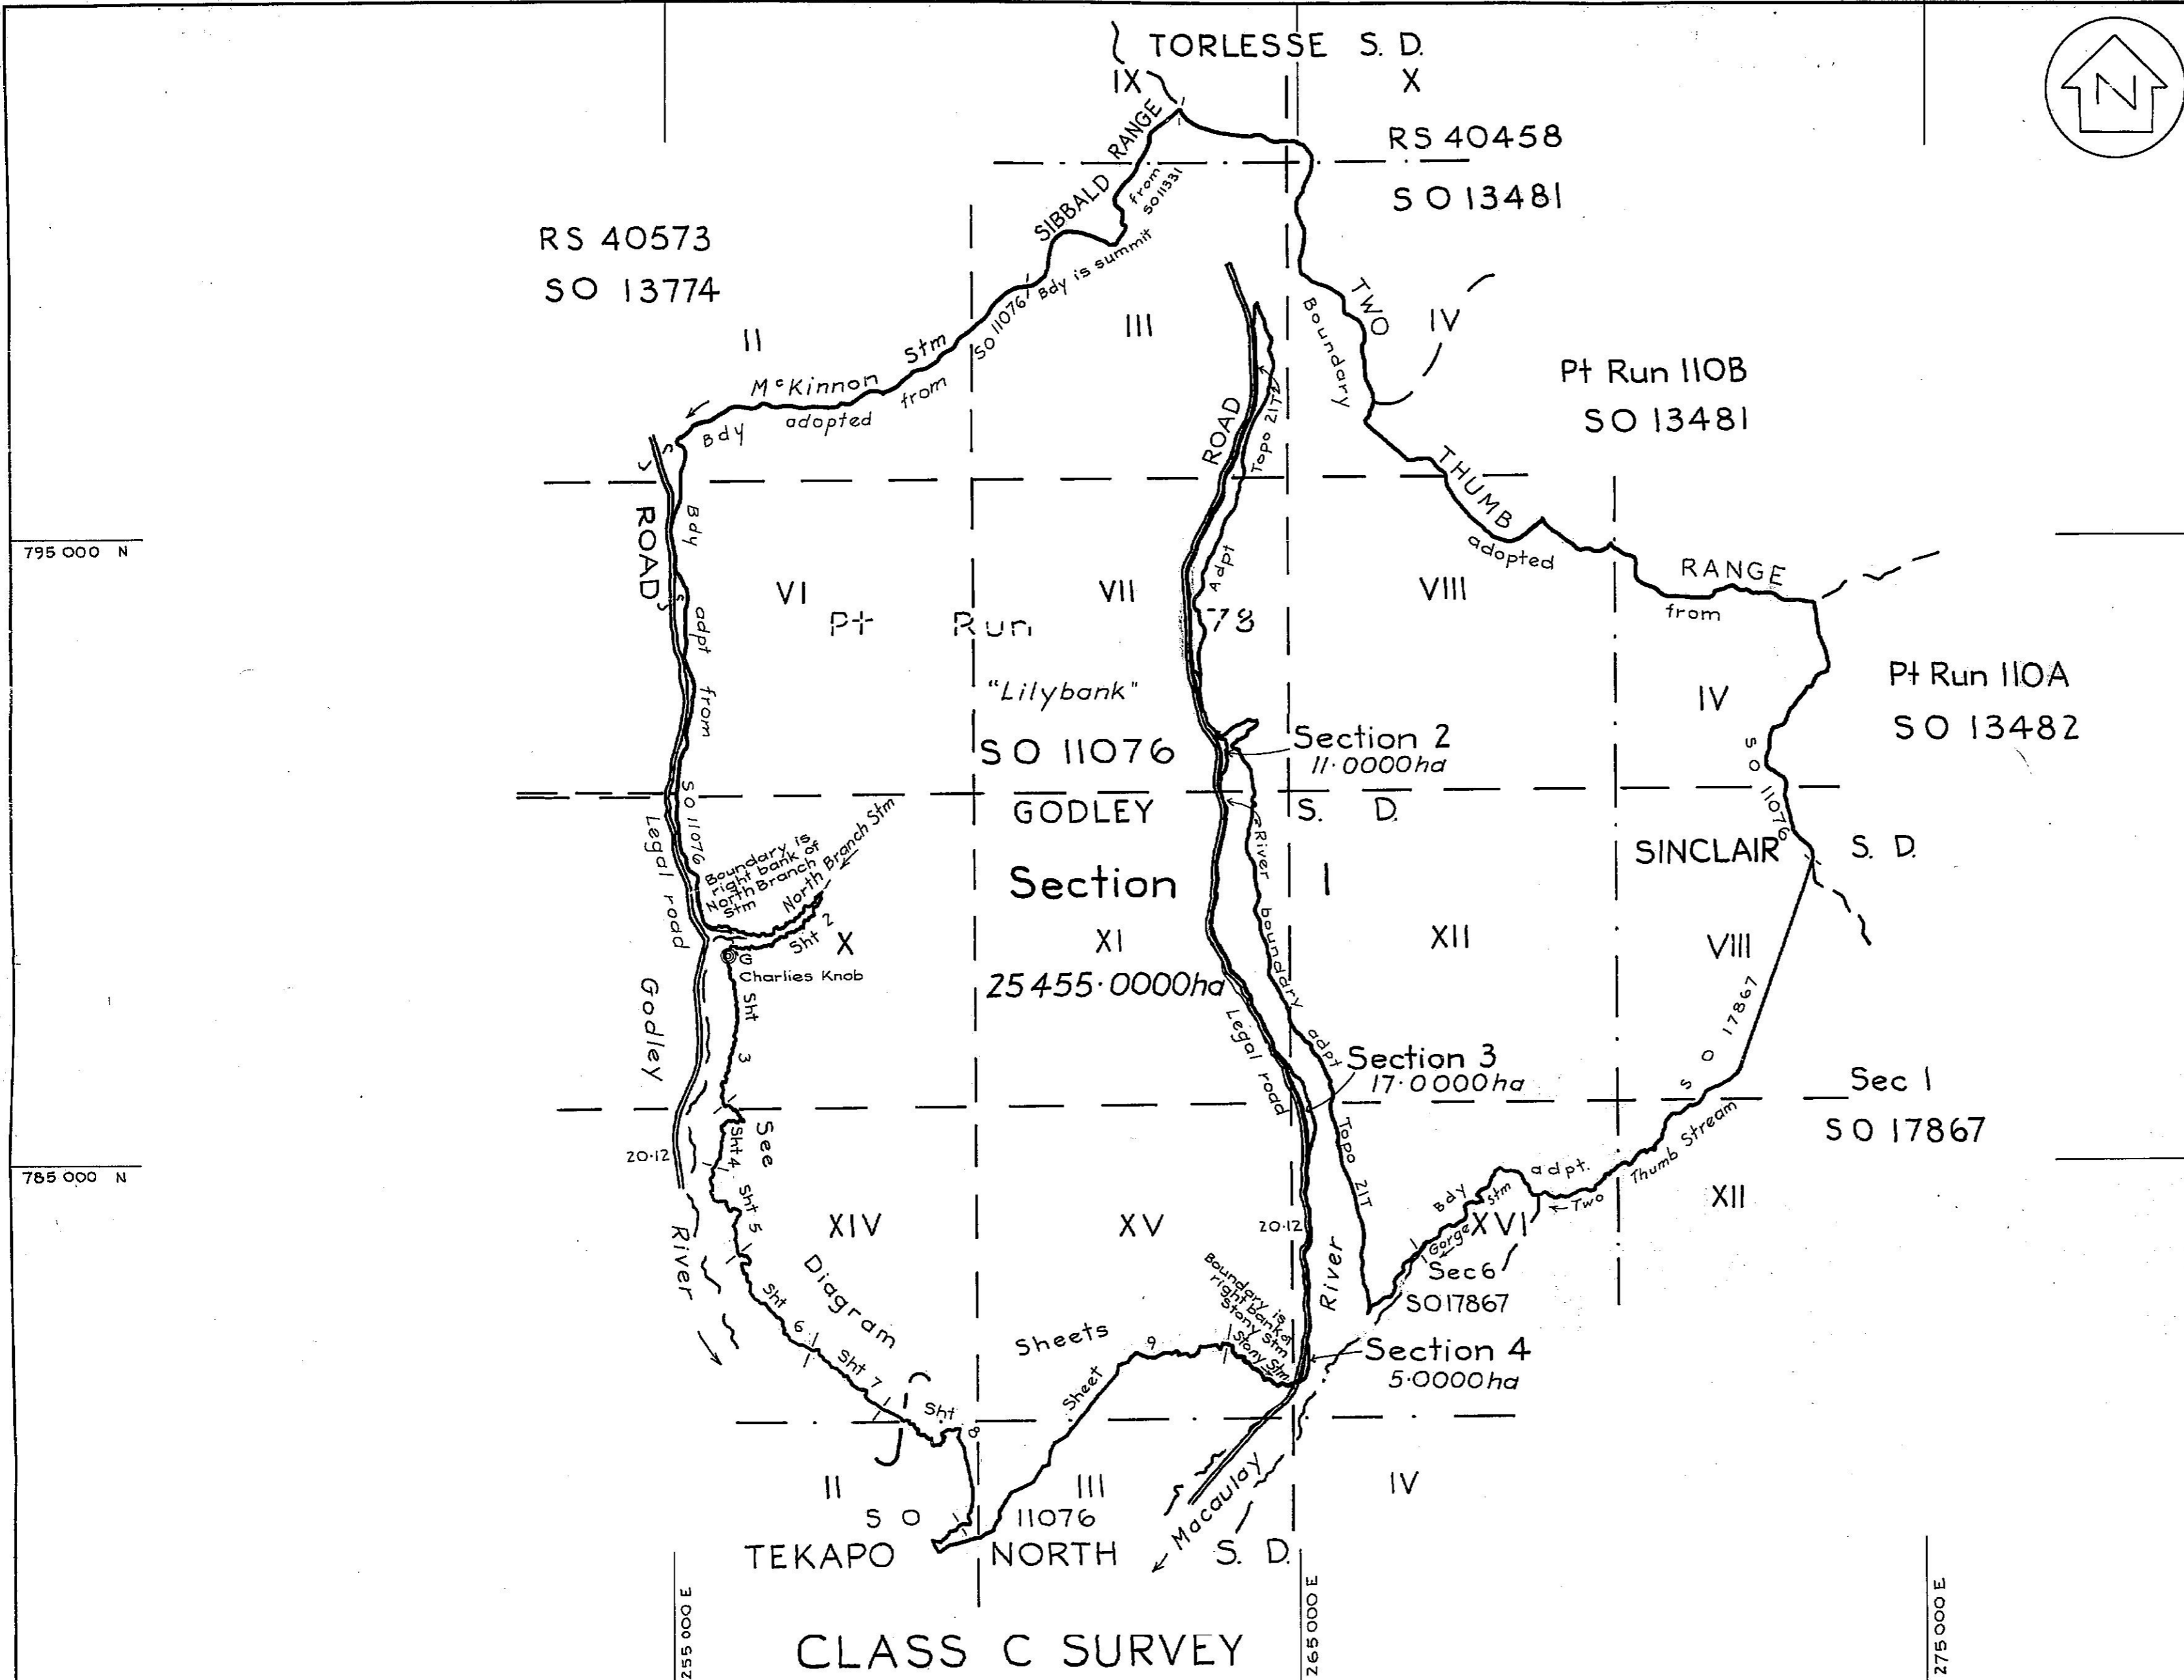 TORLESSE S. D.
IX
X
N
SIBBALD RANGE
from
SO 11331
RS 40458
SO 13481
RS 40573
SO 13774
Bdy is summit
SO 11076
II
III
TWO
IV
Boundary
McKinnon Stm
Bdy adopted from
Pt Run 110B
SO 13481
ROAD
Topo 21T
THUMB
adopted
795 000 N
ROAD
Bdy
adpt
from
SO 11076
Adpt
RANGE
from
VI
VII
VIII
Pt Run 78
"Lilybank"
SO 11076
IV
Pt Run 110A
SO 13482
Section 2
11·0000ha
SO 11076
GODLEY S. D.
SINCLAIR S. D.
Legal road
Boundary is
right bank of
North Branch
Stm
North Branch Stm
River boundary
boundary adpt
Topo 21T
Section 1
Sht 2
X
XI
XII
VIII
G
Charlies Knob
25455·0000ha
SO 17867
Godley
River
Sht 3
Legal road
Section 3
17·0000ha
Sec 1
SO 17867
See
Diagram
Sheets
Sht 4
20·12
785 000 N
Sht 5
XIV
XV
20·12
River
Bdy
Stm
adpt.
Two Thumb Stream
Gorge
XVI
XII
Sec 6
SO 17867
Boundary is
right bank of
Stony Stm
Stony Stm
Sht 6
Sht 7
Sht 8
Sheet 9
Section 4
5·0000ha
II
III
IV
SO 11076
Macaulay
TEKAPO NORTH S. D.
255 000 E
265 000 E
275 000 E
CLASS C SURVEY